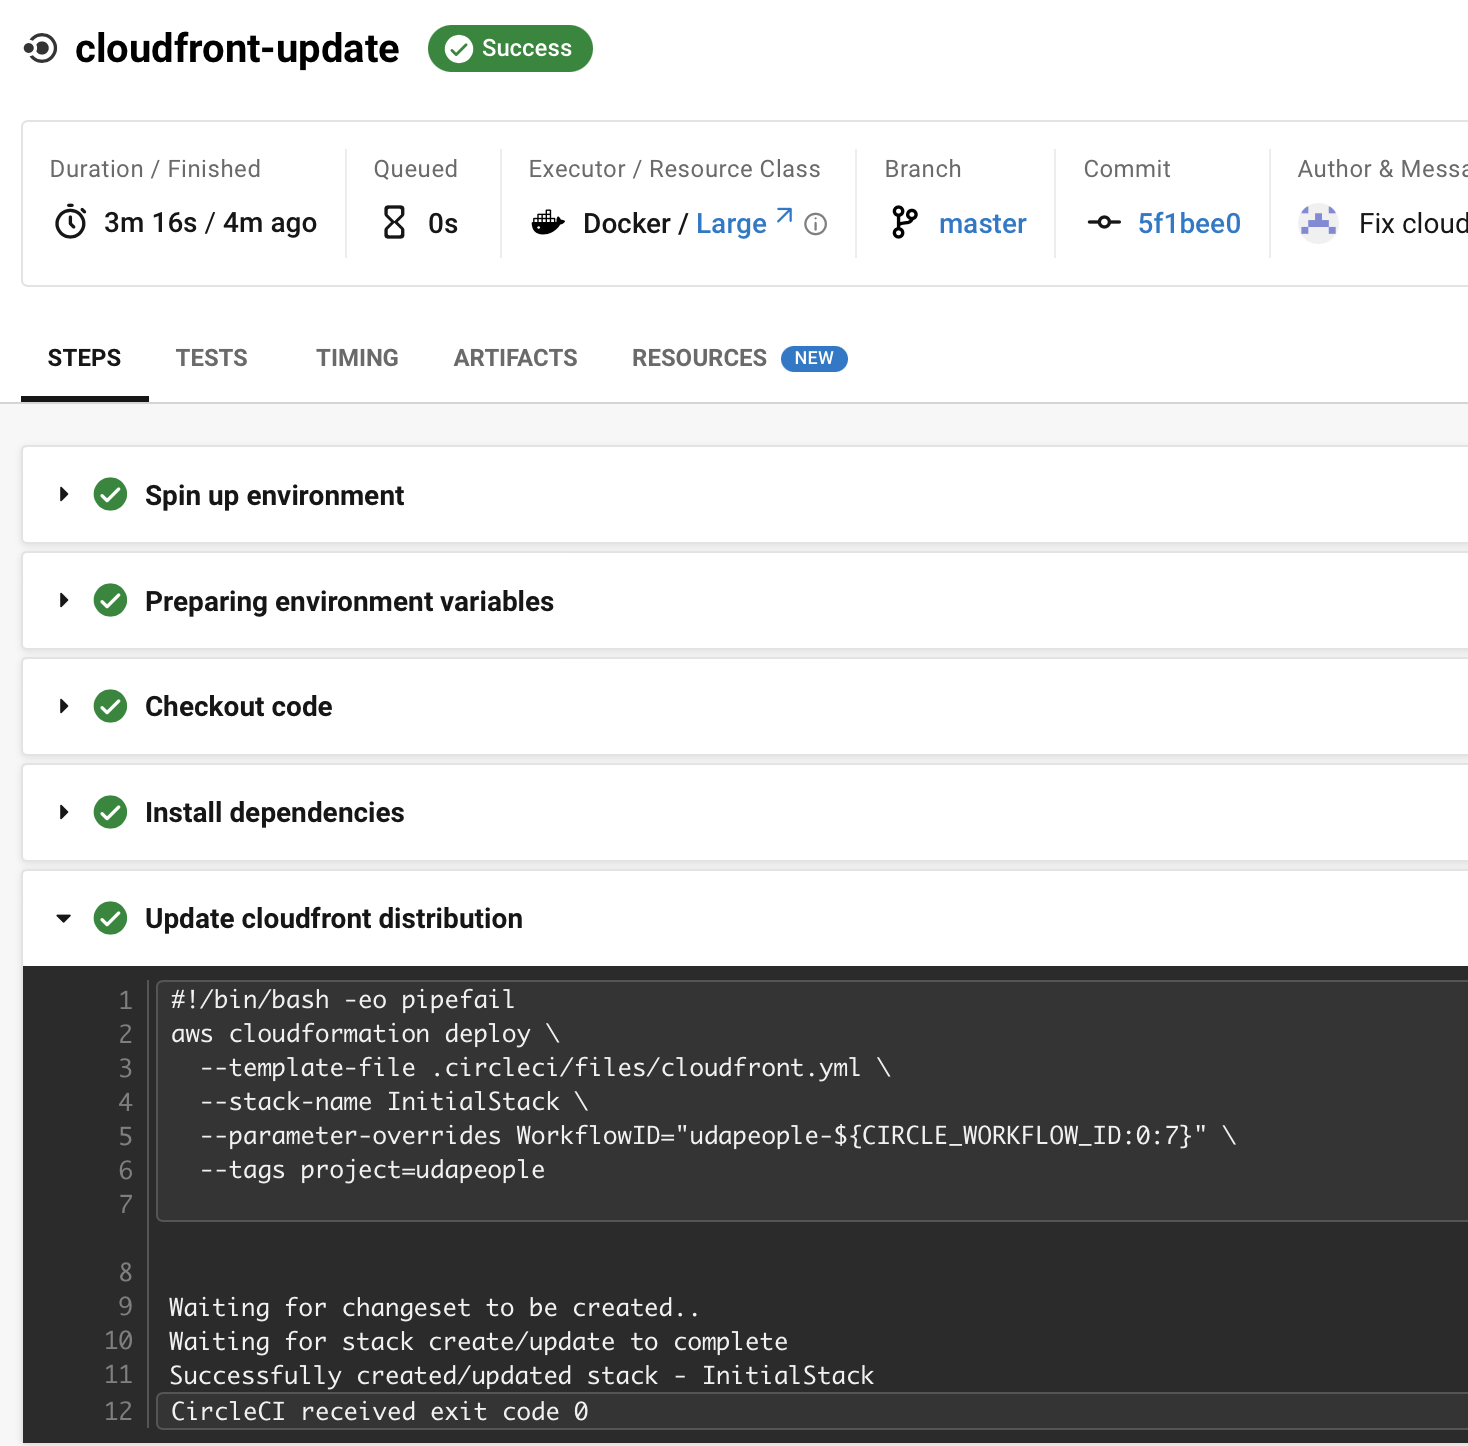 cloudfront-update Success
Duration / Finished Queued Executor / Resource Class Branch Commit Author & Messa
3m 16s / 4m ago 0s Docker / Large master 5f1bee0 Fix cloud
STEPS TESTS TIMING ARTIFACTS RESOURCES NEW
Spin up environment
Preparing environment variables
Checkout code
Install dependencies
Update cloudfront distribution
1 #!/bin/bash -eo pipefail
2 aws cloudformation deploy \
3   --template-file .circleci/files/cloudfront.yml \
4   --stack-name InitialStack \
5   --parameter-overrides WorkflowID="udapeople-${CIRCLE_WORKFLOW_ID:0:7}" \
6   --tags project=udapeople
7
8
9 Waiting for changeset to be created..
10 Waiting for stack create/update to complete
11 Successfully created/updated stack - InitialStack
12 CircleCI received exit code 0